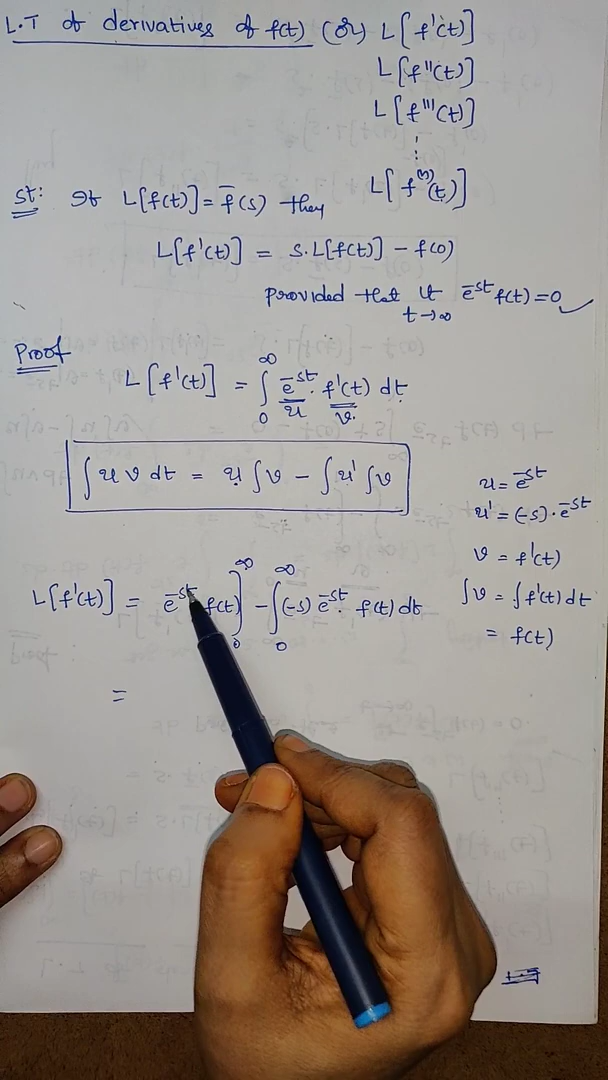 L.T of derivatives of f(t) (or) L[f'(t)]
L[f''(t)]
L[f'''(t)]
⋮
L[f⁽ⁿ⁾(t)]
St: If L[f(t)] = f̅(s) then
L[f'(t)] = s.L[f(t)] - f(0)
provided that lt e^-st f(t) = 0
t→∞
Proof
L[f'(t)] = ∫₀^∞ e^-st . f'(t) dt
u v
∫ u v dt = u ∫v - ∫ u' ∫v
u = e^-st
u' = (-s) . e^-st
v = f'(t)
∫v = ∫f'(t) dt
= f(t)
L[f'(t)] = e^-st f(t)]₀^∞ - ∫₀^∞ (-s) e^-st . f(t) dt
=